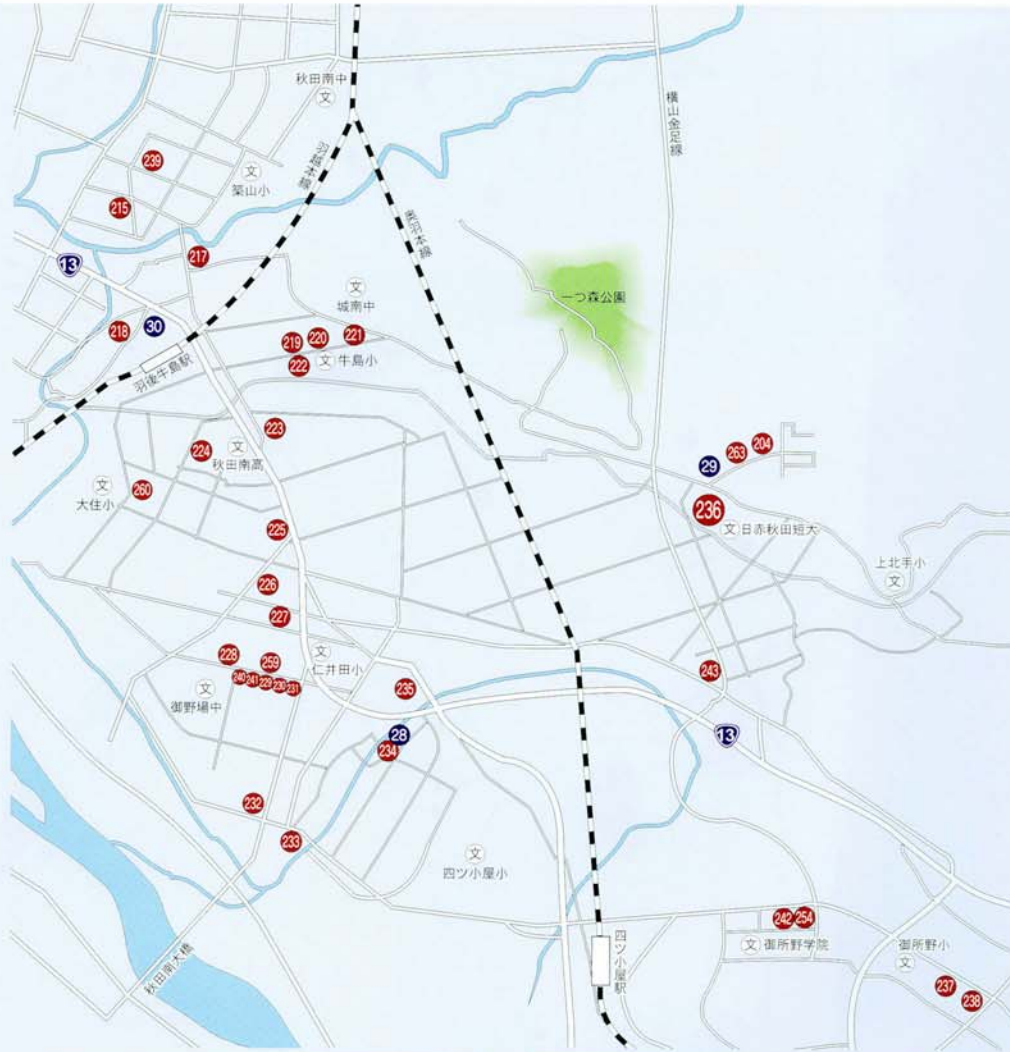 秋田南中
文
横山金足線
239
文
築山小
羽越本線
215
奥羽本線
217
13
文
城南中
一つ森公園
218
30
219
220
221
222
文 牛島小
羽後牛島駅
223
224
文
秋田南高
29
263
204
文
大住小
260
236
文 日赤秋田短大
225
上北手小
文
226
227
228
259
文
仁井田小
240
241
229
230
231
235
243
文
御野場中
28
234
13
232
233
文
四ツ小屋小
242
254
秋田南大橋
四ツ小屋駅
文 御所野学院
御所野小
文
237
238